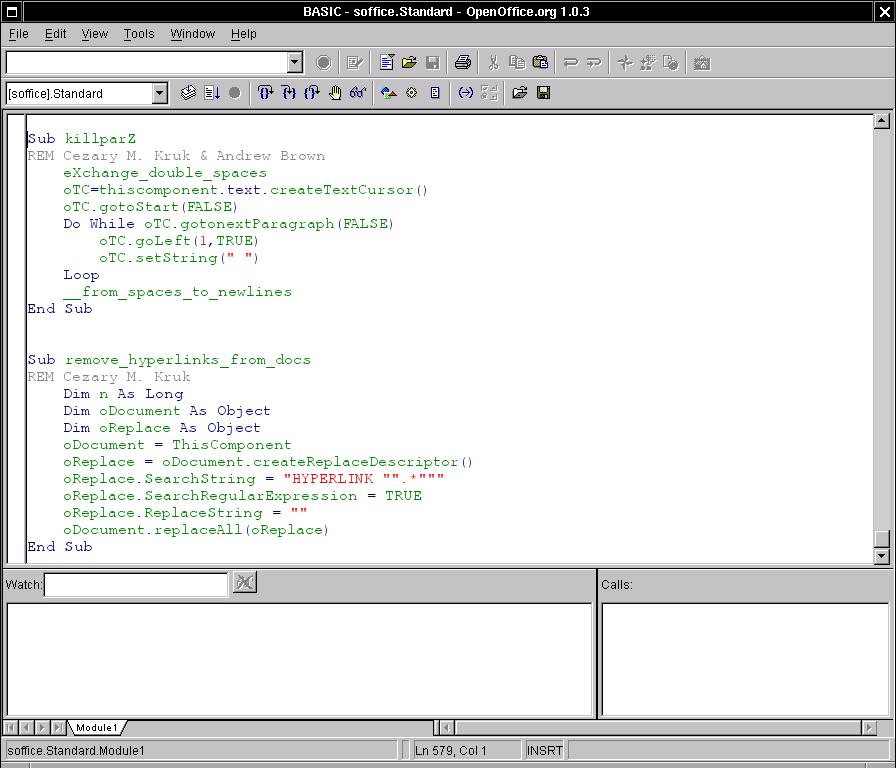 BASIC - soffice.Standard - OpenOffice.org 1.0.3
File Edit View Tools Window Help
[soffice].Standard
Sub killparZ
REM Cezary M. Kruk & Andrew Brown
    eXchange_double_spaces
    oTC=thiscomponent.text.createTextCursor()
    oTC.gotoStart(FALSE)
    Do While oTC.gotonextParagraph(FALSE)
        oTC.goLeft(1,TRUE)
        oTC.setString(" ")
    Loop
    __from_spaces_to_newlines
End Sub
Sub remove_hyperlinks_from_docs
REM Cezary M. Kruk
    Dim n As Long
    Dim oDocument As Object
    Dim oReplace As Object
    oDocument = ThisComponent
    oReplace = oDocument.createReplaceDescriptor()
    oReplace.SearchString = "HYPERLINK "".*"""
    oReplace.SearchRegularExpression = TRUE
    oReplace.ReplaceString = ""
    oDocument.replaceAll(oReplace)
End Sub
Watch: Calls:
Module1
soffice.Standard.Module1 Ln 579, Col 1 INSRT